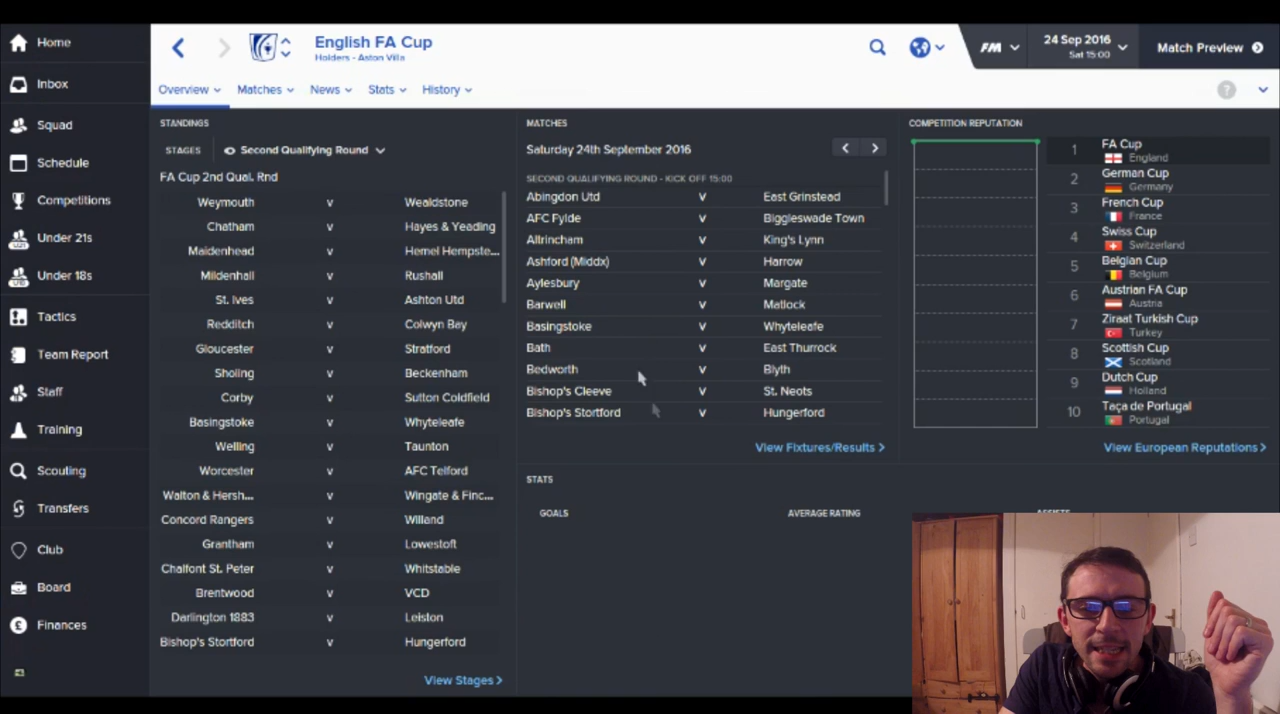 Home
Inbox
Squad
Schedule
Competitions
Under 21s
Under 18s
Tactics
Team Report
Staff
Training
Scouting
Transfers
Club
Board
Finances
English FA Cup
Holders - Aston Villa
FM
24 Sep 2016
Sat 15:00
Match Preview
Overview
Matches
News
Stats
History
?
STANDINGS
STAGES Second Qualifying Round
FA Cup 2nd Qual. Rnd
Weymouth v Wealdstone
Chatham v Hayes & Yeading
Maidenhead v Hemel Hempste...
Mildenhall v Rushall
St. Ives v Ashton Utd
Redditch v Colwyn Bay
Gloucester v Stratford
Sholing v Beckenham
Corby v Sutton Coldfield
Basingstoke v Whyteleafe
Welling v Taunton
Worcester v AFC Telford
Walton & Hersh... v Wingate & Finc...
Concord Rangers v Willand
Grantham v Lowestoft
Chalfont St. Peter v Whitstable
Brentwood v VCD
Darlington 1883 v Leiston
Bishop's Stortford v Hungerford
View Stages >
MATCHES
Saturday 24th September 2016
SECOND QUALIFYING ROUND - KICK OFF 15:00
Abingdon Utd v East Grinstead
AFC Fylde v Biggleswade Town
Altrincham v King's Lynn
Ashford (Middx) v Harrow
Aylesbury v Margate
Barwell v Matlock
Basingstoke v Whyteleafe
Bath v East Thurrock
Bedworth v Blyth
Bishop's Cleeve v St. Neots
Bishop's Stortford v Hungerford
View Fixtures/Results >
STATS
GOALS
AVERAGE RATING
ASSISTS
COMPETITION REPUTATION
1 FA Cup
England
2 German Cup
Germany
3 French Cup
France
4 Swiss Cup
Switzerland
5 Belgian Cup
Belgium
6 Austrian FA Cup
Austria
7 Ziraat Turkish Cup
Turkey
8 Scottish Cup
Scotland
9 Dutch Cup
Holland
10 Taça de Portugal
Portugal
View European Reputations >